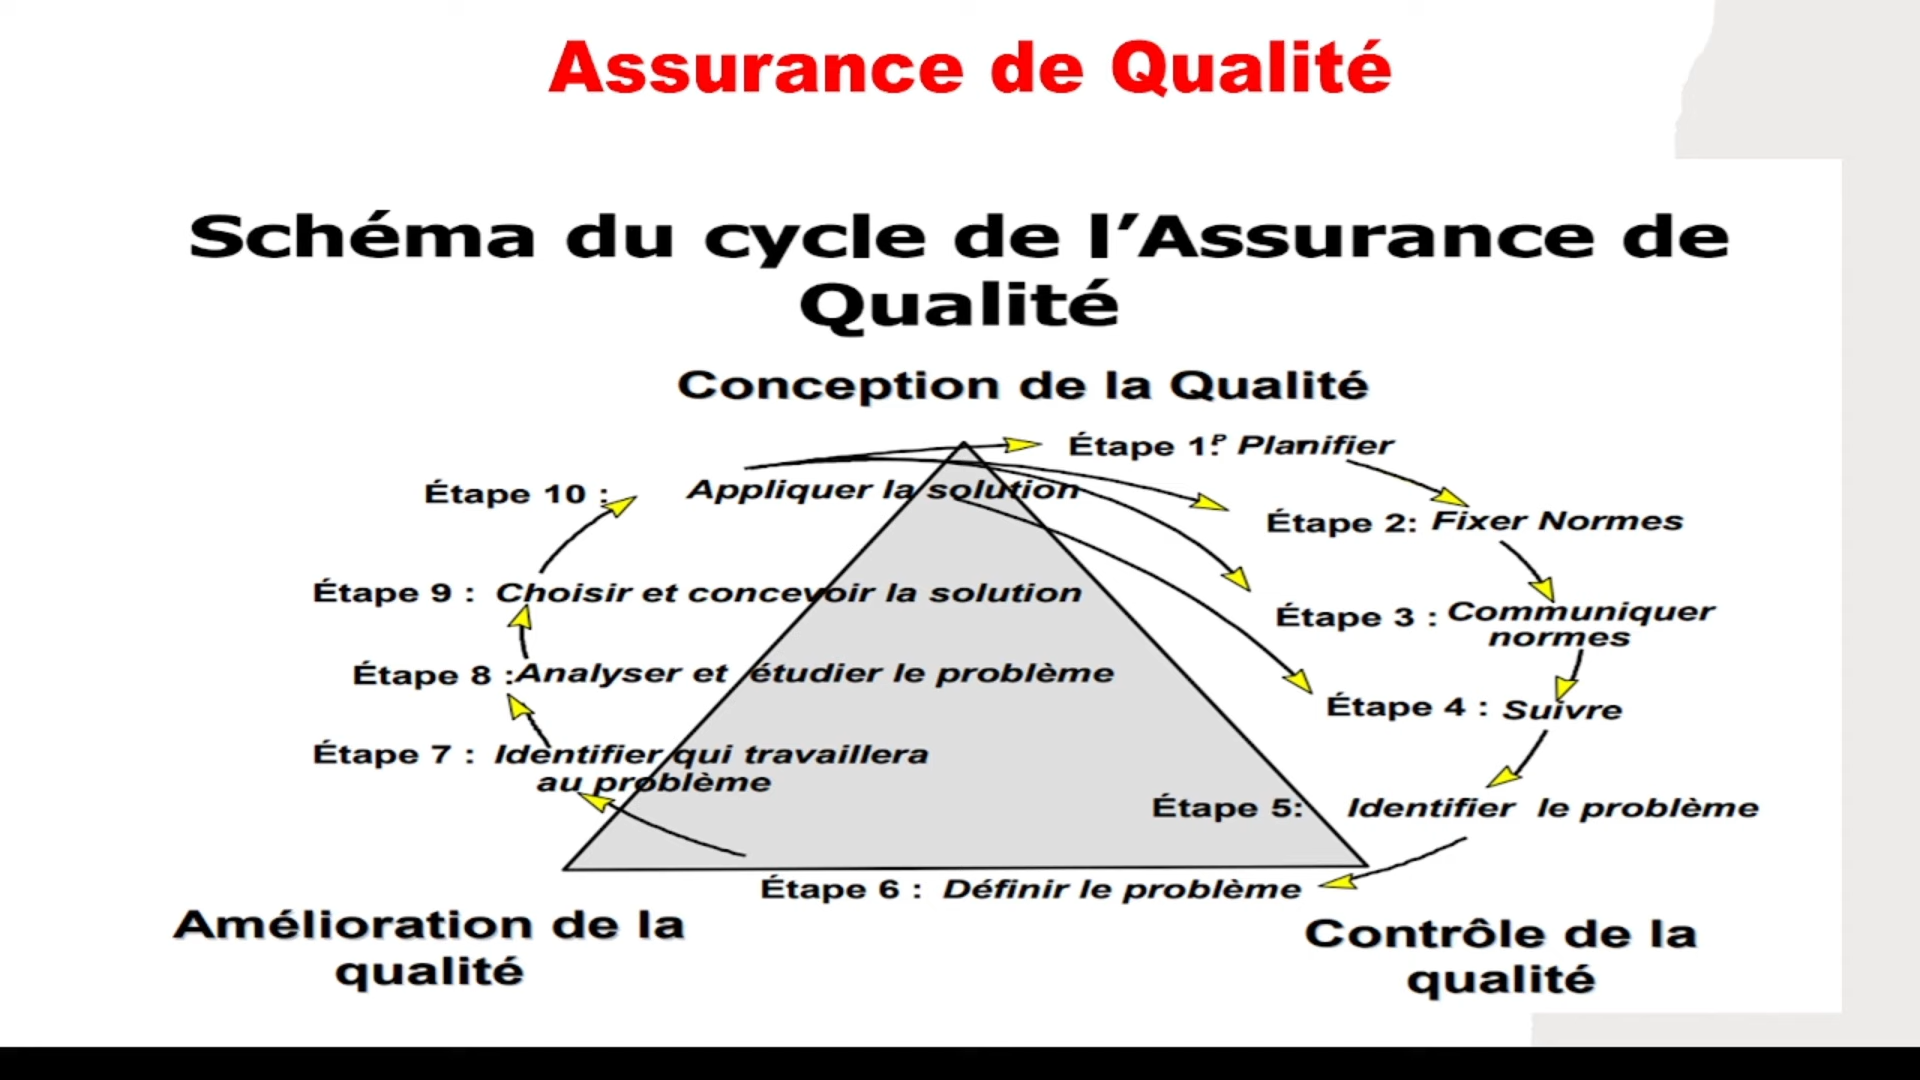 Assurance de Qualité
Schéma du cycle de l’Assurance de
Qualité
Conception de la Qualité
Étape 1: P Planifier
Étape 2: Fixer Normes
Étape 3 : Communiquer
normes
Étape 4 : Suivre
Étape 5: Identifier le problème
Étape 6 : Définir le problème
Étape 7 : Identifier qui travaillera
au problème
Étape 8 : Analyser et étudier le problème
Étape 9 : Choisir et concevoir la solution
Étape 10 : Appliquer la solution
Amélioration de la
qualité
Contrôle de la
qualité